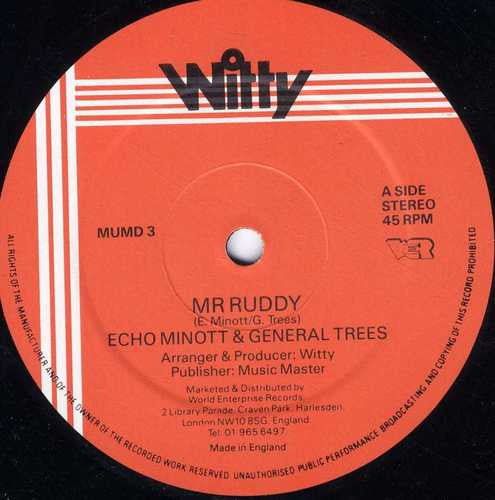 Witty
A SIDE
STEREO
45 RPM
MUMD 3
WER
MR RUDDY
(E. Minott/G. Trees)
ECHO MINOTT & GENERAL TREES
Arranger & Producer: Witty
Publisher: Music Master
Marketed & Distributed by
World Enterprise Records,
2 Library Parade, Craven Park, Harlesden,
London NW10 8SG, England.
Tel: 01 965 6497
Made in England
ALL RIGHTS OF THE MANUFACTURER AND OF THE OWNER OF THE RECORDED WORK RESERVED UNAUTHORISED PUBLIC PERFORMANCE BROADCASTING AND COPYING OF THIS RECORD PROHIBITED